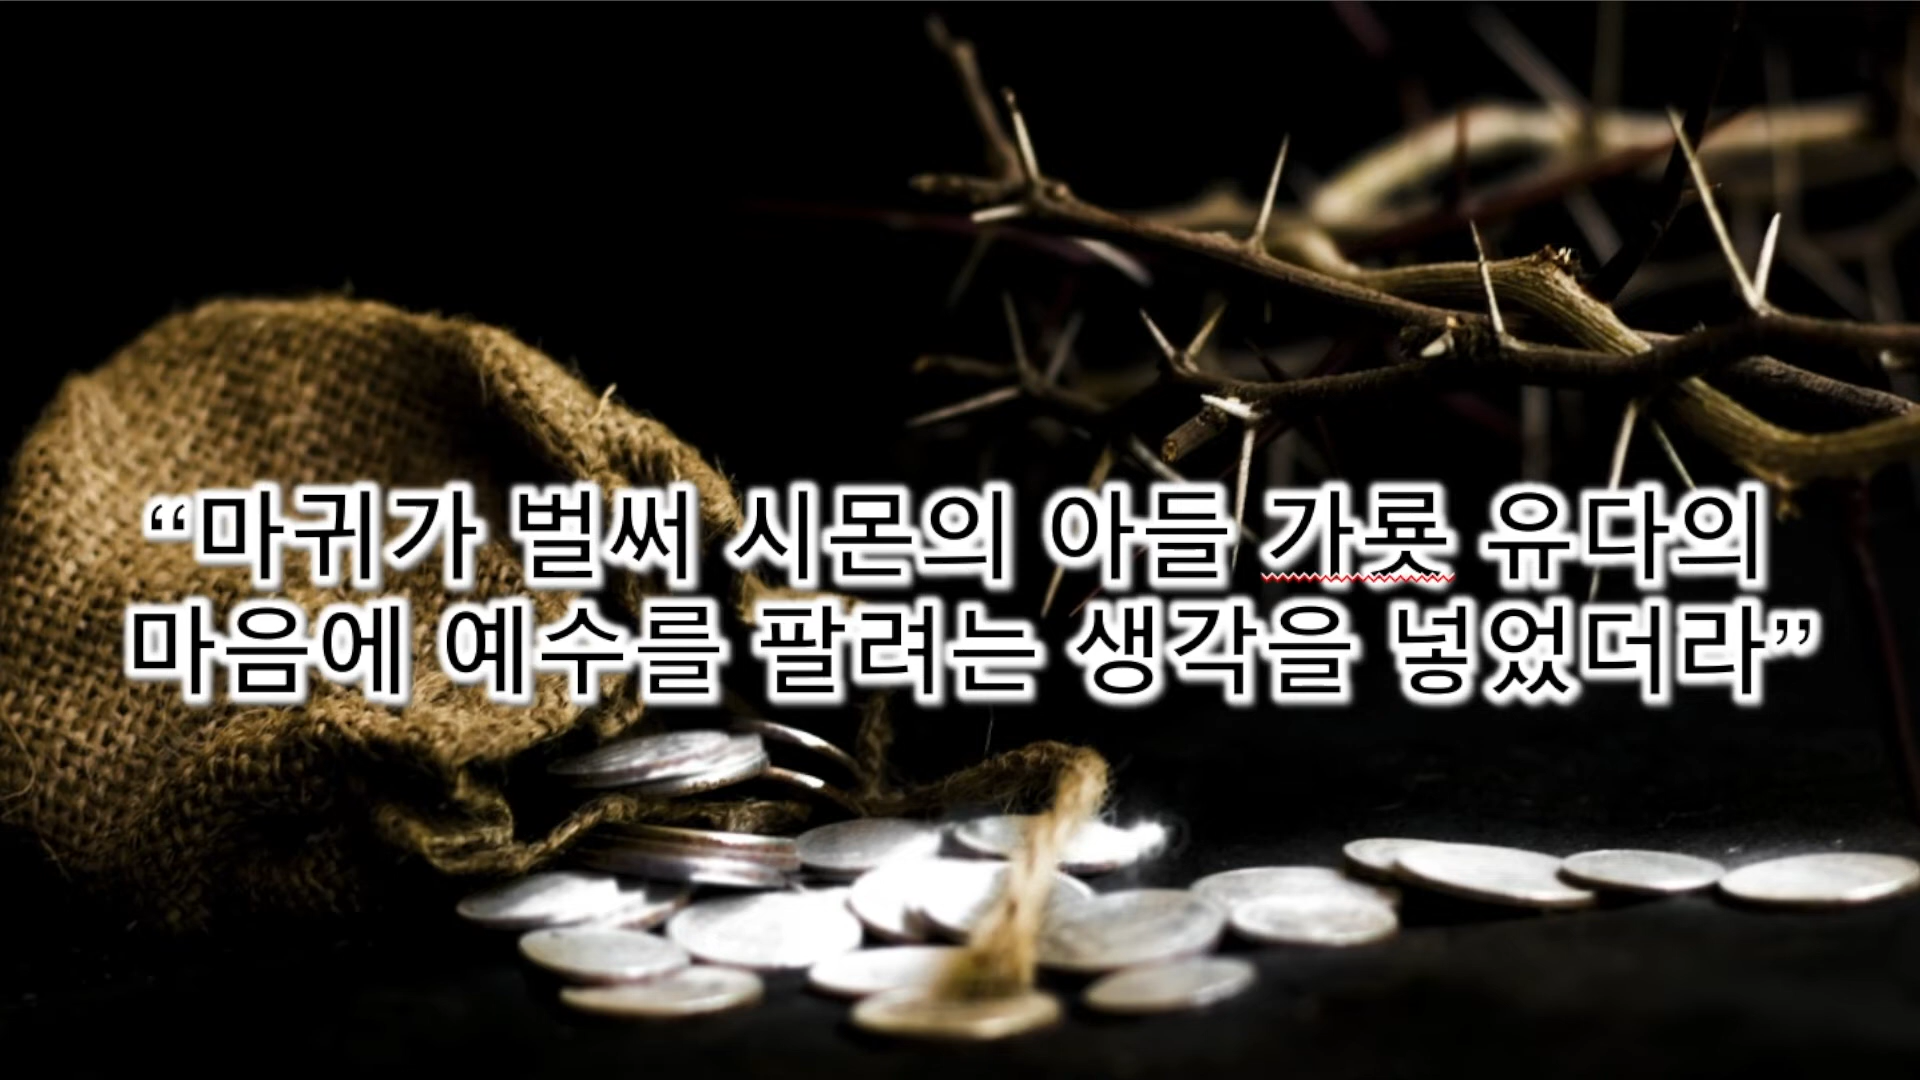 “마귀가 벌써 시몬의 아들 가룟 유다의
마음에 예수를 팔려는 생각을 넣었더라”